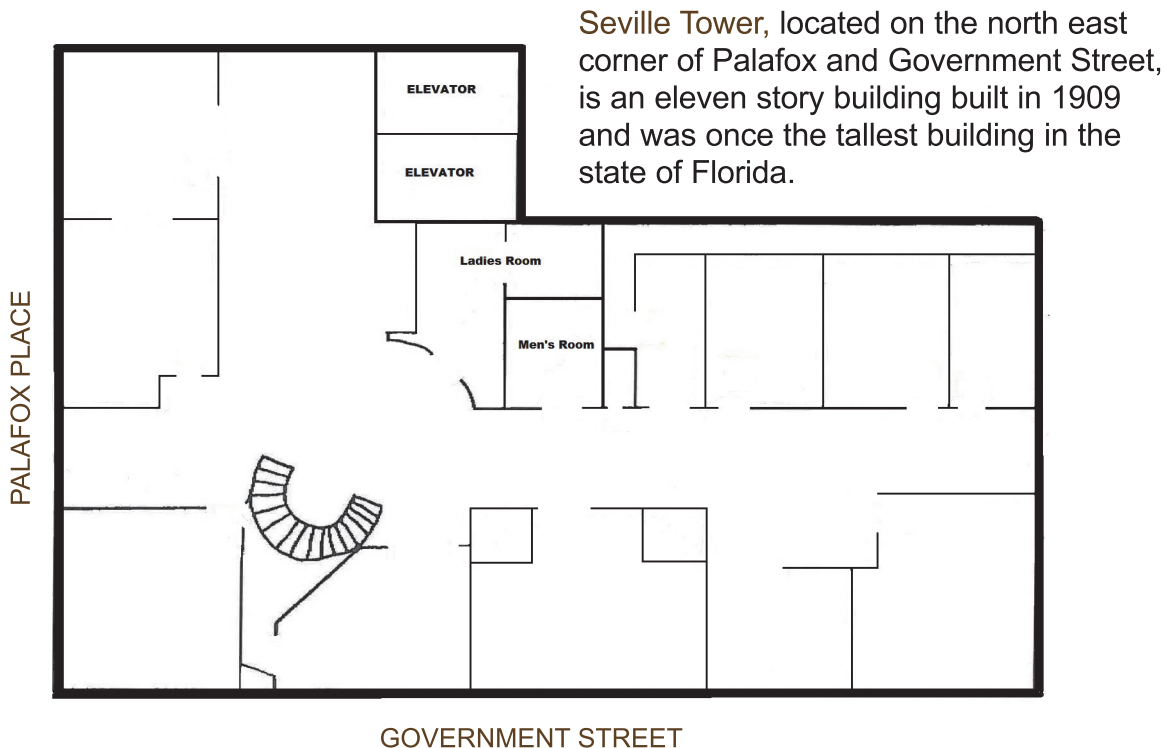 Seville Tower, located on the north east
corner of Palafox and Government Street,
is an eleven story building built in 1909
and was once the tallest building in the
state of Florida.
ELEVATOR
ELEVATOR
Ladies Room
Men's Room
PALAFOX PLACE
GOVERNMENT STREET